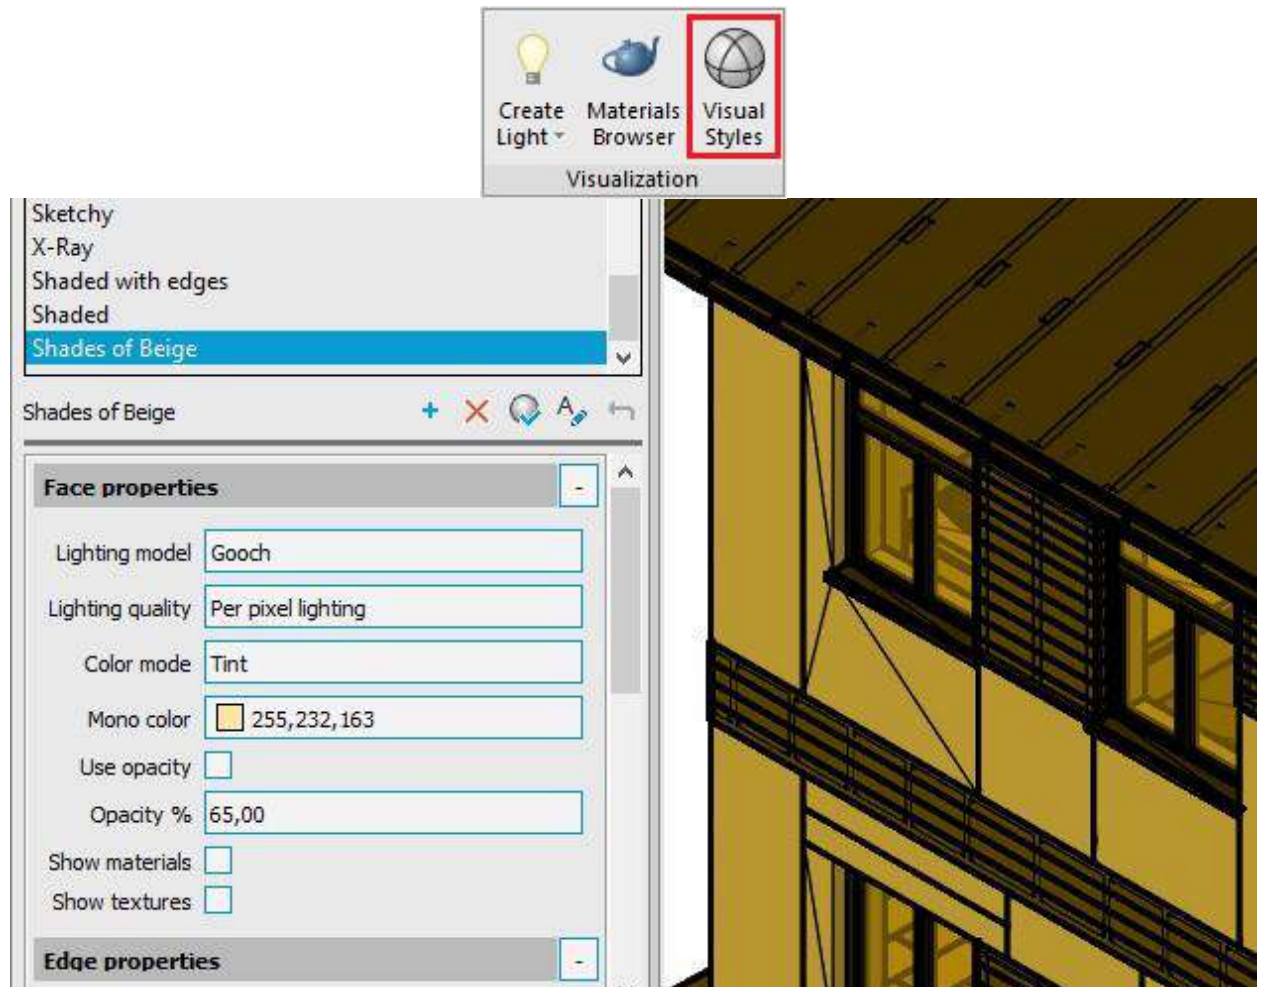 Create
Light
Materials
Browser
Visual
Styles
Visualization
Sketchy
X-Ray
Shaded with edges
Shaded
Shades of Beige
Shades of Beige
Face properties
-
Lighting model Gooch
Lighting quality Per pixel lighting
Color mode Tint
Mono color 255,232,163
Use opacity
Opacity % 65,00
Show materials
Show textures
Edge properties
-